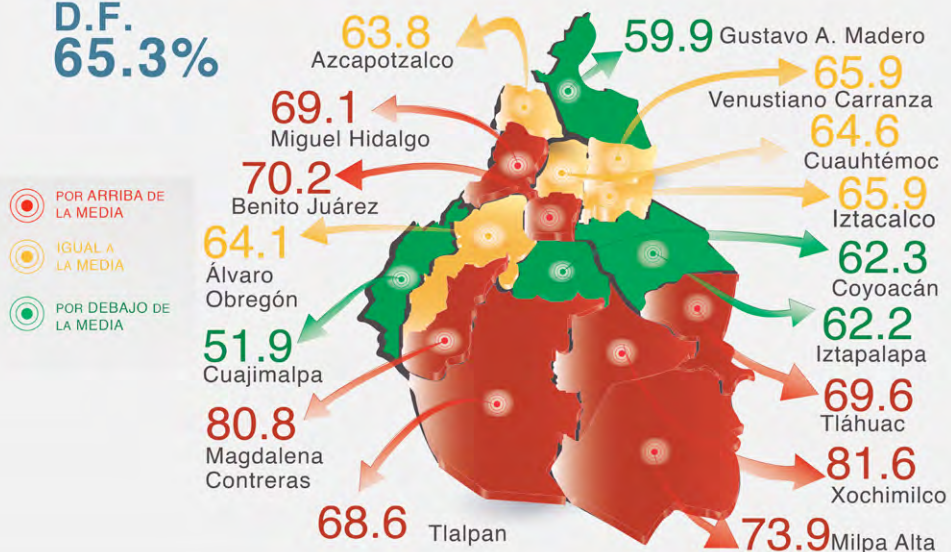 D.F.
65.3%
63.8
Azcapotzalco
59.9 Gustavo A. Madero
69.1
Miguel Hidalgo
65.9
Venustiano Carranza
70.2
Benito Juárez
64.6
Cuauhtémoc
POR ARRIBA DE
LA MEDIA
IGUAL A
LA MEDIA
POR DEBAJO DE
LA MEDIA
64.1
Álvaro
Obregón
65.9
Iztacalco
62.3
Coyoacán
51.9
Cuajimalpa
62.2
Iztapalapa
80.8
Magdalena
Contreras
69.6
Tláhuac
81.6
Xochimilco
68.6 Tlalpan
73.9 Milpa Alta